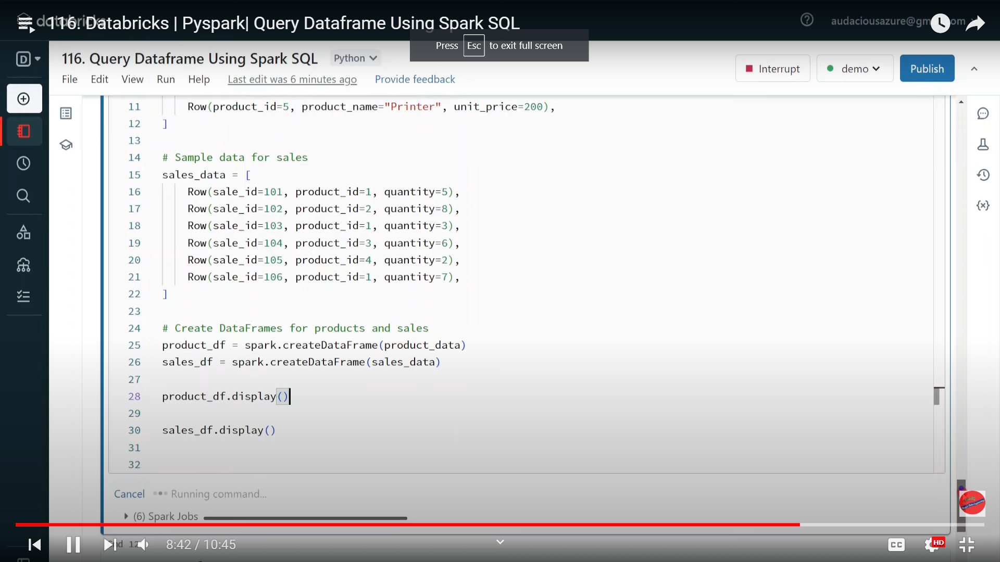 116. Databricks | Pyspark| Query Dataframe Using Spark SQL
databricks
Press Esc to exit full screen
116. Query Dataframe Using Spark SQL
Python
File Edit View Run Help Last edit was 6 minutes ago Provide feedback
Interrupt
demo
Publish
D
11 Row(product_id=5, product_name="Printer", unit_price=200),
12 ]
13
14 # Sample data for sales
15 sales_data = [
16 Row(sale_id=101, product_id=1, quantity=5),
17 Row(sale_id=102, product_id=2, quantity=8),
18 Row(sale_id=103, product_id=1, quantity=3),
19 Row(sale_id=104, product_id=3, quantity=6),
20 Row(sale_id=105, product_id=4, quantity=2),
21 Row(sale_id=106, product_id=1, quantity=7),
22 ]
23
24 # Create DataFrames for products and sales
25 product_df = spark.createDataFrame(product_data)
26 sales_df = spark.createDataFrame(sales_data)
27
28 product_df.display()
29
30 sales_df.display()
31
32
Cancel Running command...
(6) Spark Jobs
8:42 / 10:45
CC
HD